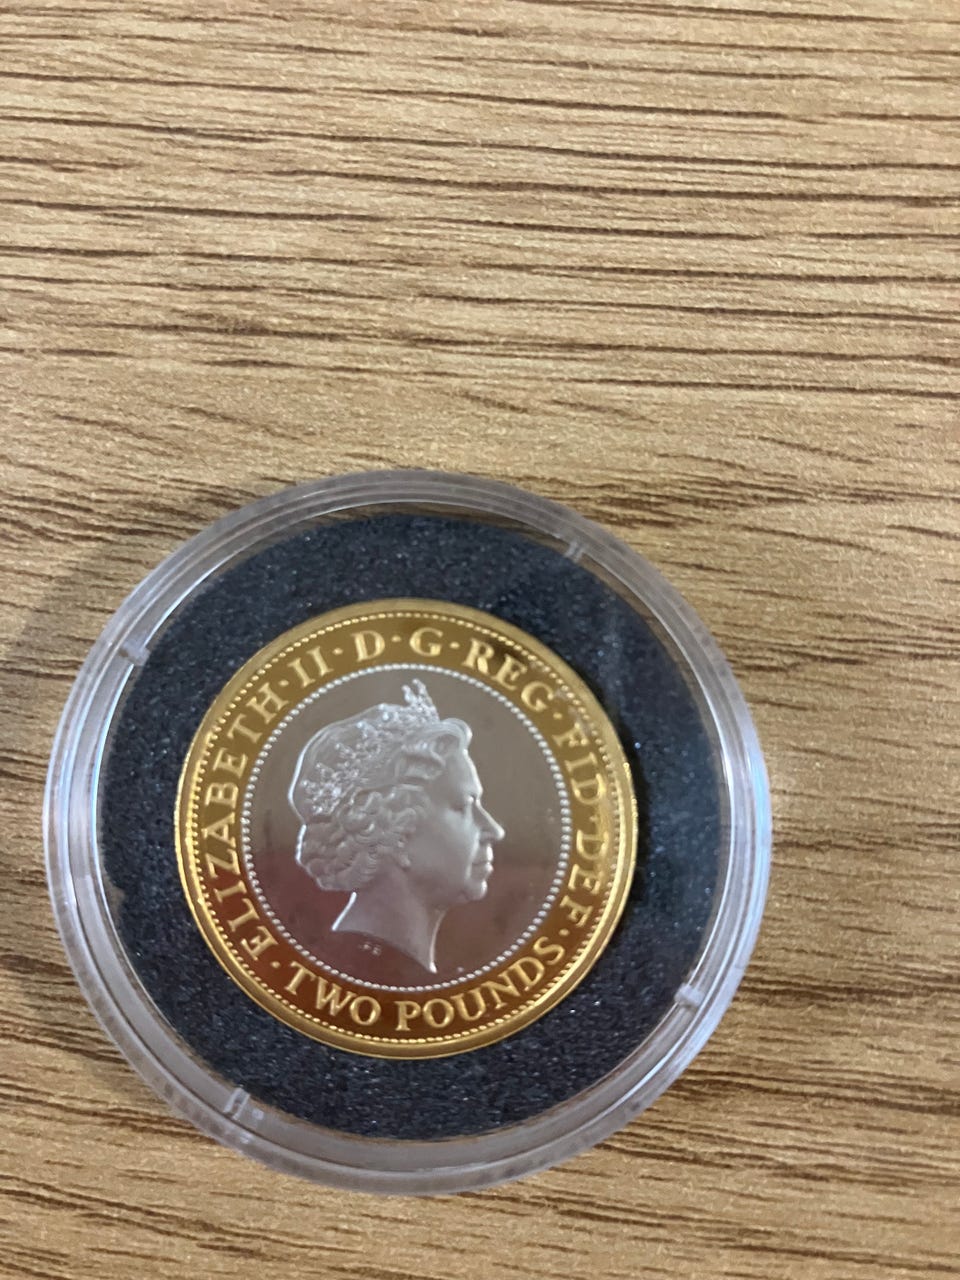 ELIZABETH·II·D·G·REG·FID·DEF·
TWO POUNDS·